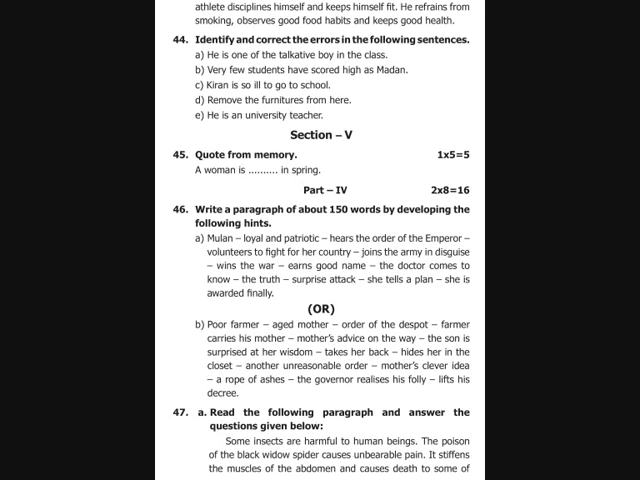 athlete disciplines himself and keeps himself fit. He refrains from
smoking, observes good food habits and keeps good health.
44. Identify and correct the errors in the following sentences.
a) He is one of the talkative boy in the class.
b) Very few students have scored high as Madan.
c) Kiran is so ill to go to school.
d) Remove the furnitures from here.
e) He is an university teacher.
Section – V
45. Quote from memory. 1x5=5
A woman is .......... in spring.
Part – IV 2x8=16
46. Write a paragraph of about 150 words by developing the
following hints.
a) Mulan – loyal and patriotic – hears the order of the Emperor –
volunteers to fight for her country – joins the army in disguise
– wins the war – earns good name – the doctor comes to
know – the truth – surprise attack – she tells a plan – she is
awarded finally.
(OR)
b) Poor farmer – aged mother – order of the despot – farmer
carries his mother – mother's advice on the way – the son is
surprised at her wisdom – takes her back – hides her in the
closet – another unreasonable order – mother's clever idea
– a rope of ashes – the governor realises his folly – lifts his
decree.
47. a. Read the following paragraph and answer the
questions given below:
Some insects are harmful to human beings. The poison
of the black widow spider causes unbearable pain. It stiffens
the muscles of the abdomen and causes death to some of